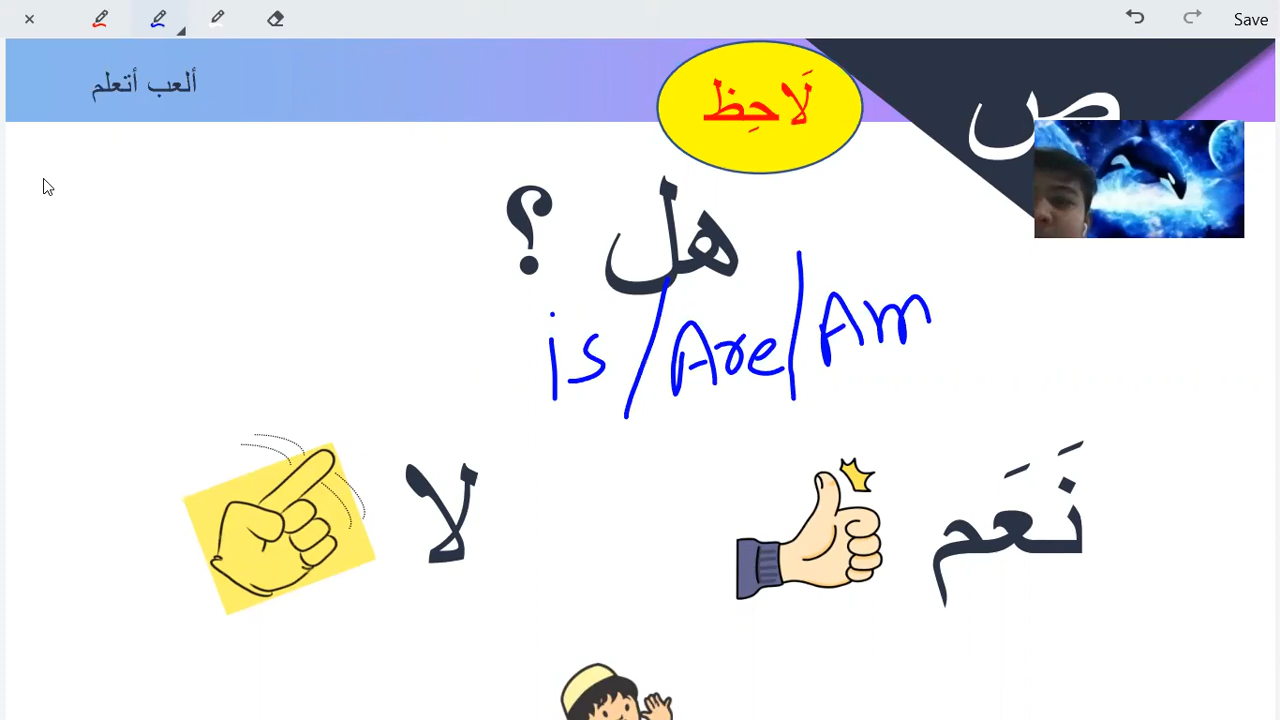 Save
ألعب أتعلم
لَاحِظ
ص
هل ؟
is/Are/Am
نَعَم
لا